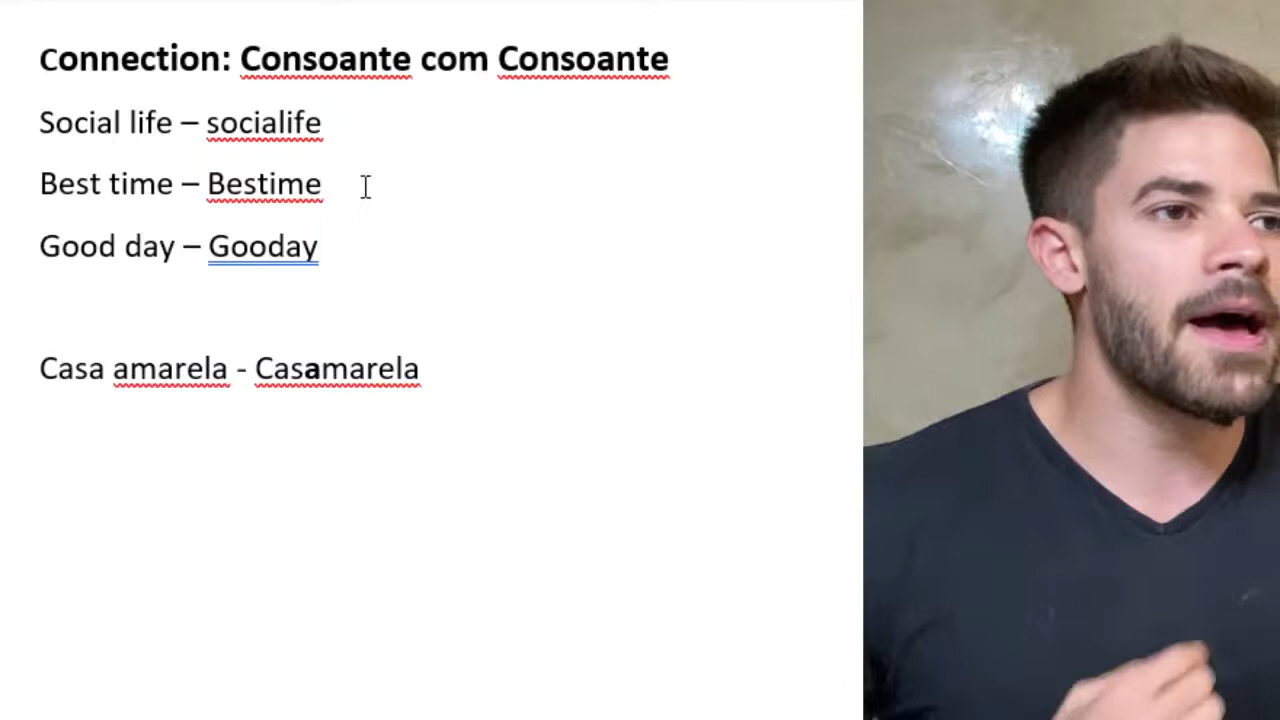 Connection: Consoante com Consoante
Social life – socialife
Best time – Bestime
Good day – Gooday
Casa amarela - Casamarela